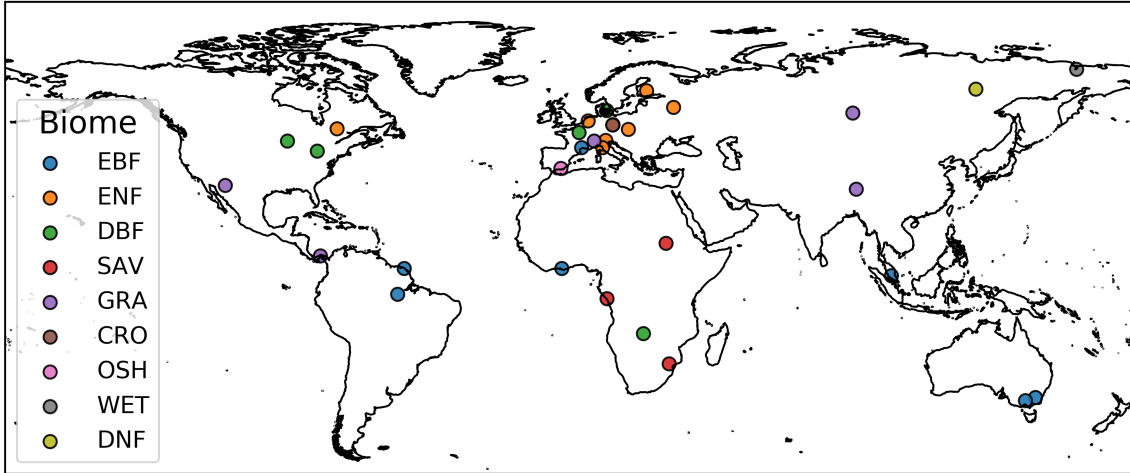 Biome
EBF
ENF
DBF
SAV
GRA
CRO
OSH
WET
DNF